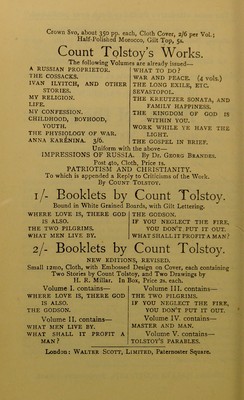 Crown 8vo, about 350 pp. each, Cloth Cover, 2/6 per Vol.;
Half-Polished Morocco, Gilt Top, 5s.
Count Tolstoy's Works.
The following Volumes are already issued—
A RUSSIAN PROPRIETOR.
THE COSSACKS.
IVAN ILYITCH, AND OTHER
STORIES.
MY RELIGION.
LIFE.
MY CONFESSION.
CHILDHOOD, BOYHOOD,
YOUTH.
THE PHYSIOLOGY OF WAR.
ANNA KARÉNINA. 3/6.
WHAT TO DO?
WAR AND PEACE. (4 vols.)
THE LONG EXILE, ETC.
SEVASTOPOL.
THE KREUTZER SONATA, AND
FAMILY HAPPINESS.
THE KINGDOM OF GOD IS
WITHIN YOU.
WORK WHILE YE HAVE THE
LIGHT.
THE GOSPEL IN BRIEF.
Uniform with the above—
IMPRESSIONS OF RUSSIA. By Dr. Georg Brandes.
Post 4to, Cloth, Price 1s.
PATRIOTISM AND CHRISTIANITY.
To which is appended a Reply to Criticisms of the Work.
By Count Tolstoy.
1/- Booklets by Count Tolstoy.
Bound in White Grained Boards, with Gilt Lettering.
WHERE LOVE IS, THERE GOD
IS ALSO.
THE TWO PILGRIMS.
WHAT MEN LIVE BY.
THE GODSON.
IF YOU NEGLECT THE FIRE,
YOU DON'T PUT IT OUT.
WHAT SHALL IT PROFIT A MAN?
2/- Booklets by Count Tolstoy.
NEW EDITIONS, REVISED.
Small 12mo, Cloth, with Embossed Design on Cover, each containing
Two Stories by Count Tolstoy, and Two Drawings by
H. R. Millar. In Box, Price 2s. each.
Volume I. contains—
WHERE LOVE IS, THERE GOD
IS ALSO.
THE GODSON.
Volume II. contains—
WHAT MEN LIVE BY.
WHAT SHALL IT PROFIT A
MAN?
Volume III. contains—
THE TWO PILGRIMS.
IF YOU NEGLECT THE FIRE,
YOU DON'T PUT IT OUT.
Volume IV. contains—
MASTER AND MAN.
Volume V. contains—
TOLSTOY'S PARABLES.
London: Walter Scott, Limited, Paternoster Square.